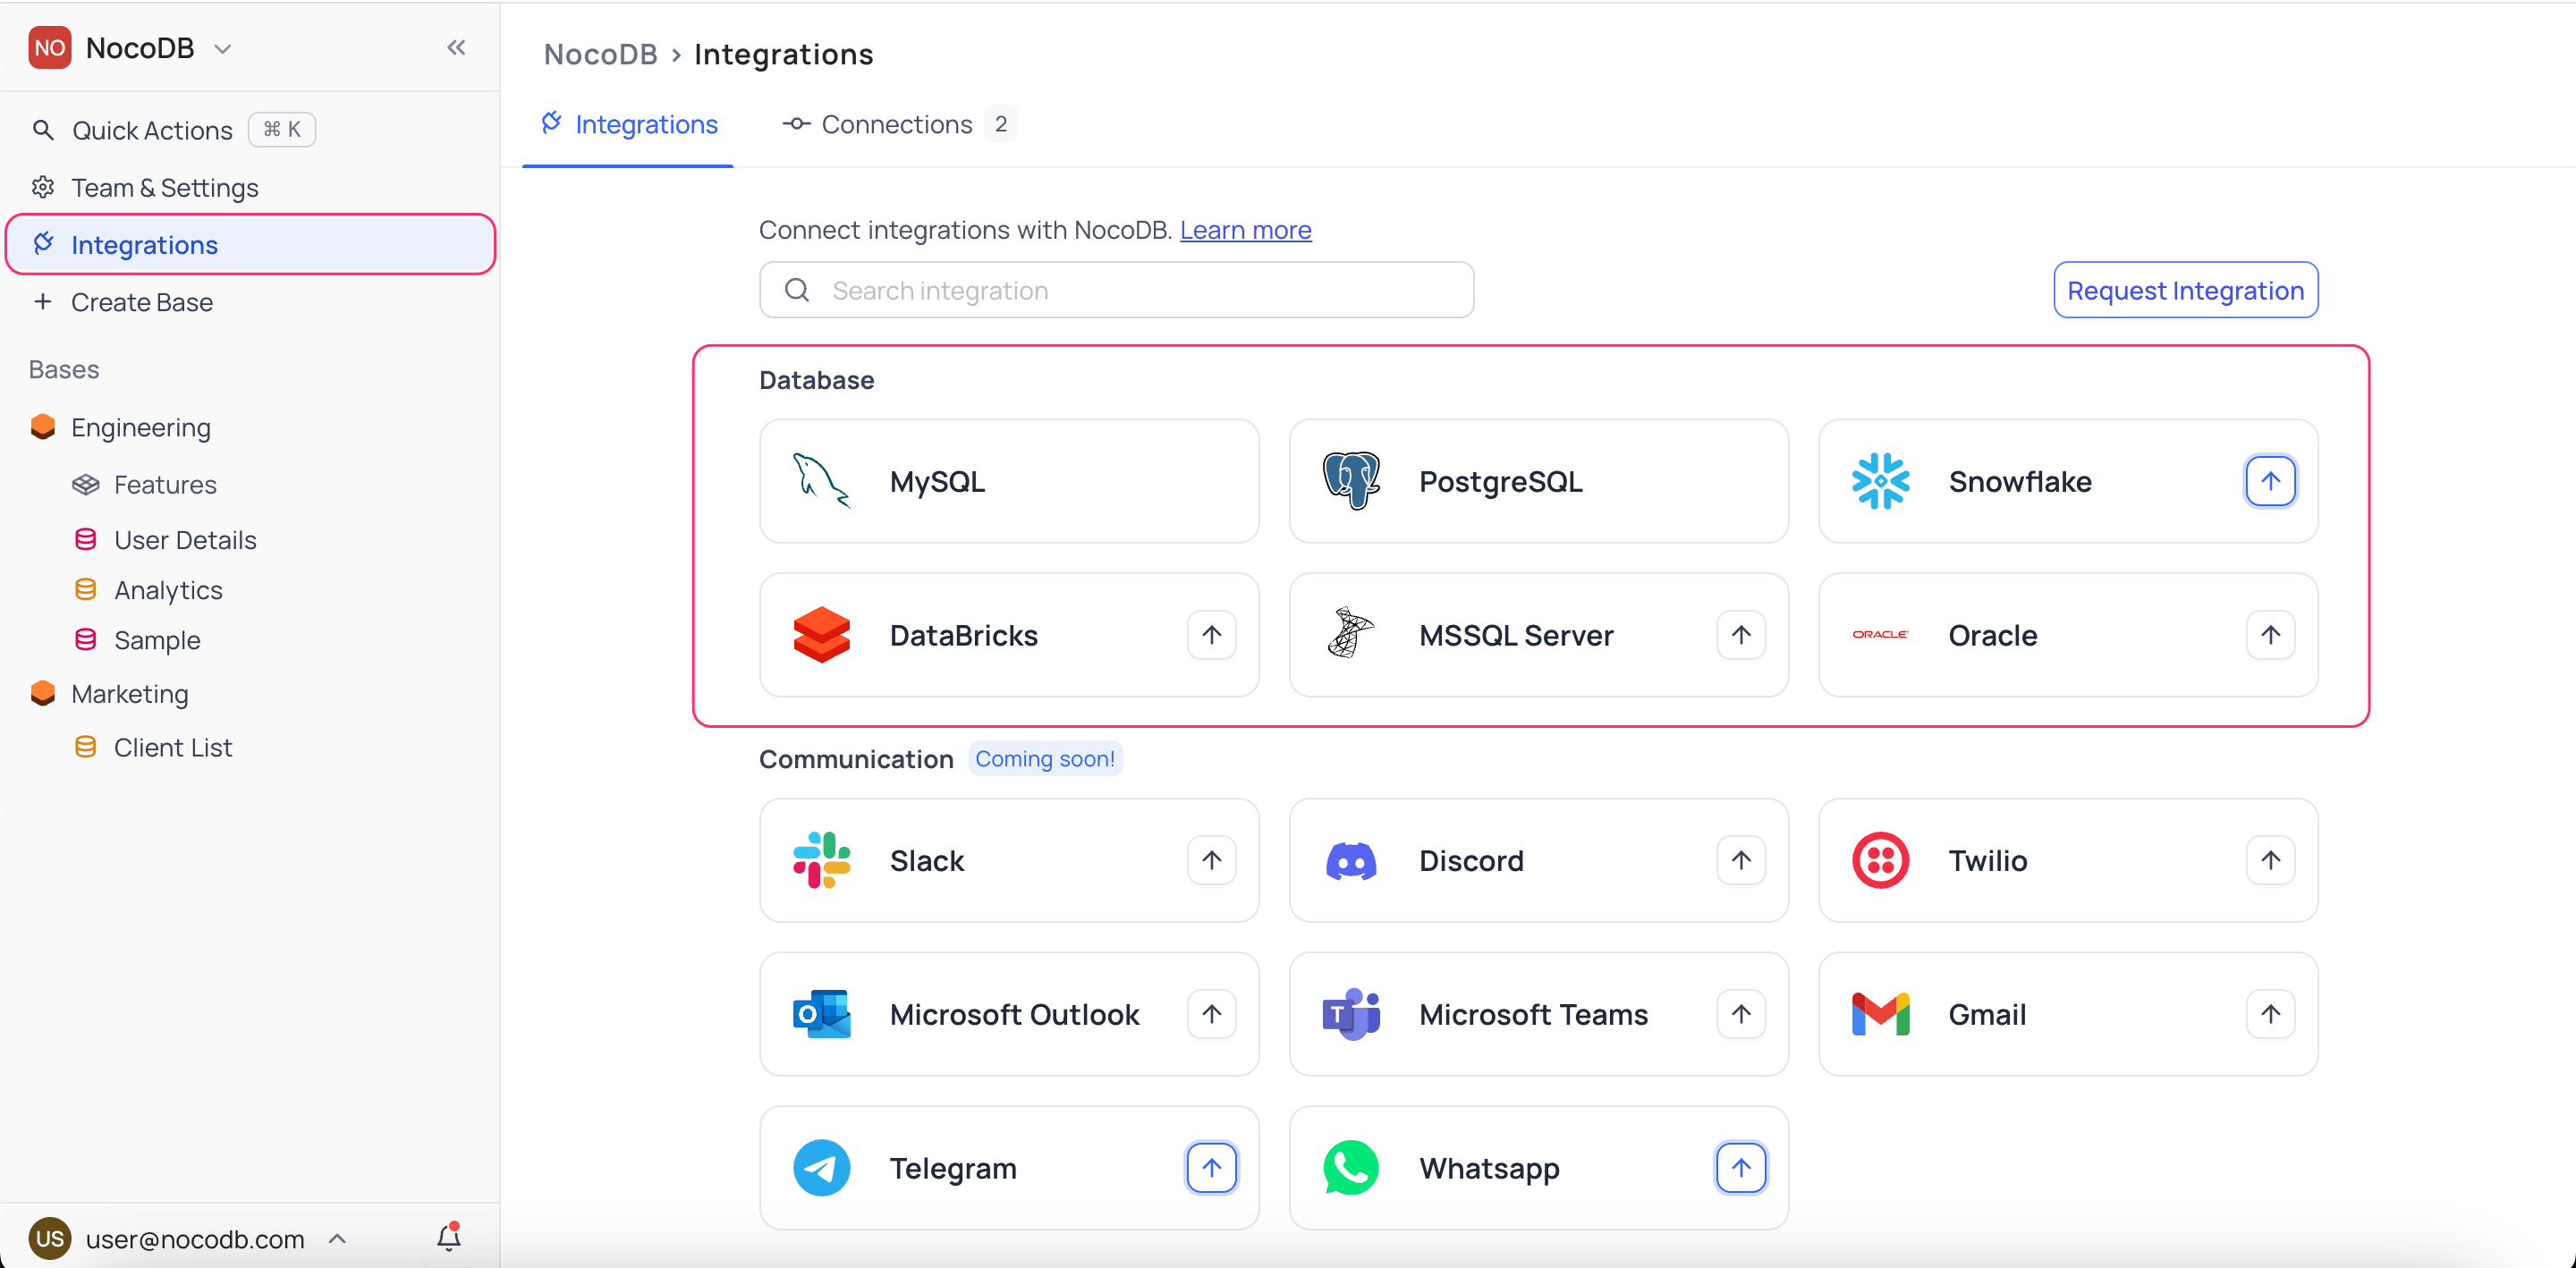 NO NocoDB
Quick Actions ⌘ K
Team & Settings
Integrations
Create Base
Bases
Engineering
Features
User Details
Analytics
Sample
Marketing
Client List
US user@nocodb.com
NocoDB › Integrations
Integrations Connections 2
Connect integrations with NocoDB. Learn more
Search integration Request Integration
Database
MySQL PostgreSQL Snowflake
DataBricks MSSQL Server ORACLE Oracle
Communication Coming soon!
Slack Discord Twilio
O Microsoft Outlook T Microsoft Teams Gmail
Telegram Whatsapp